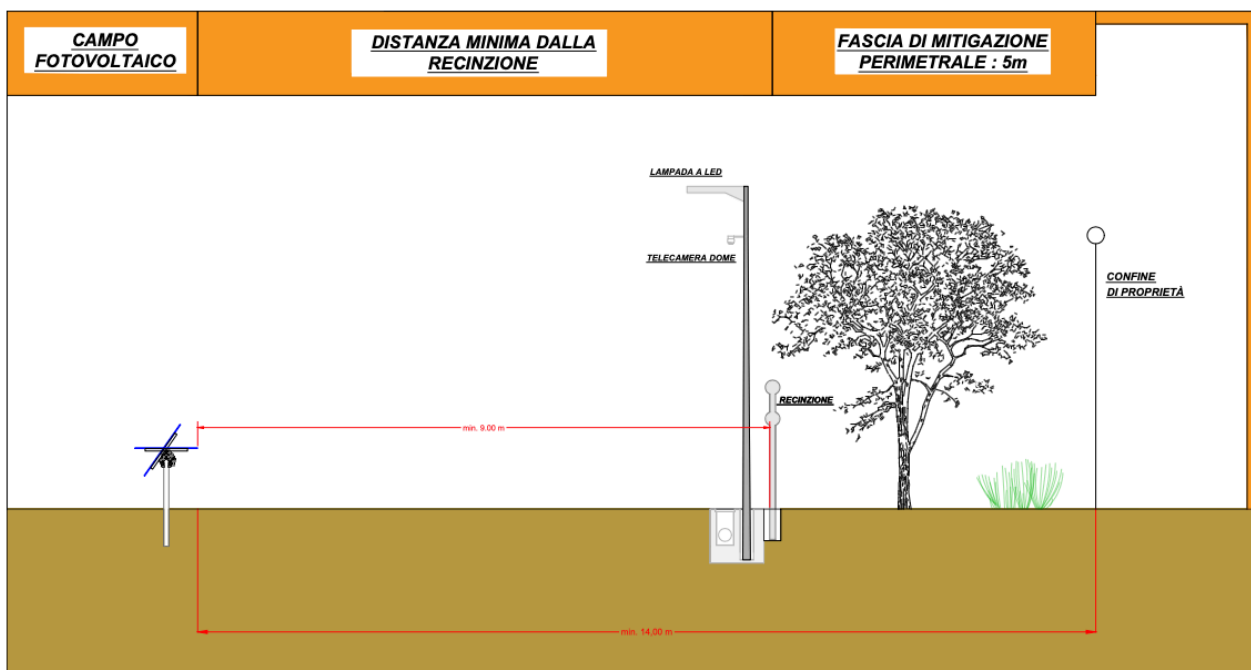 CAMPO
FOTOVOLTAICO
DISTANZA MINIMA DALLA
RECINZIONE
FASCIA DI MITIGAZIONE
PERIMETRALE : 5m
LAMPADA A LED
TELECAMERA DOME
CONFINE
DI PROPRIETÀ
RECINZIONE
min. 9.00 m
min. 14,00 m